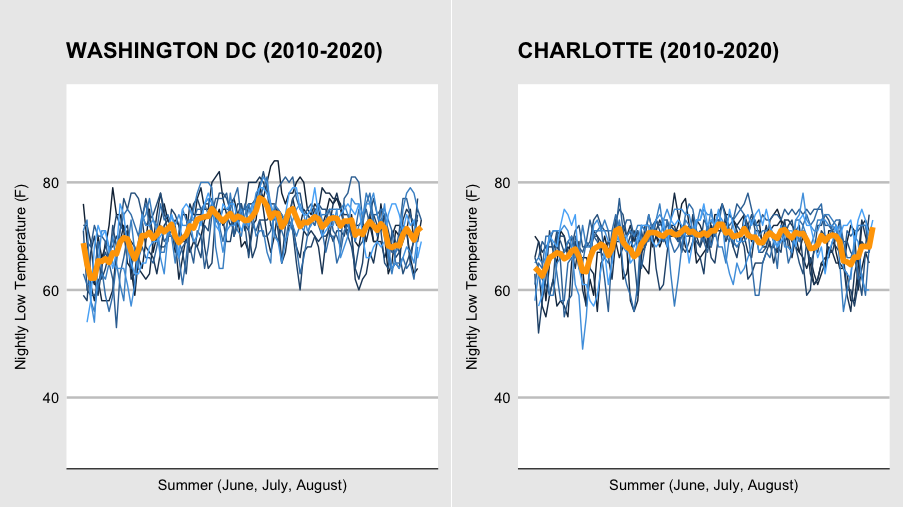 WASHINGTON DC (2010-2020)
Nightly Low Temperature (F)
80
60
40
Summer (June, July, August)
CHARLOTTE (2010-2020)
Nightly Low Temperature (F)
80
60
40
Summer (June, July, August)